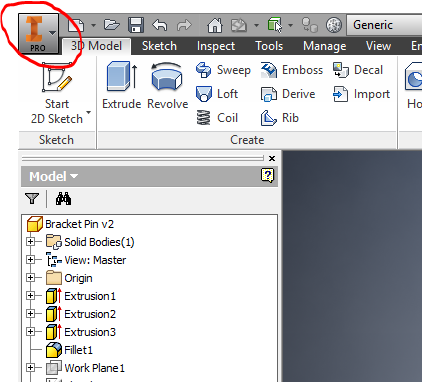 PRO
Generic
3D Model Sketch Inspect Tools Manage View
Sweep Emboss Decal
Start
2D Sketch
Extrude Revolve
Loft Derive Import
Coil Rib
Sketch Create
Model
Bracket Pin v2
Solid Bodies(1)
View: Master
Origin
Extrusion1
Extrusion2
Extrusion3
Fillet1
Work Plane1